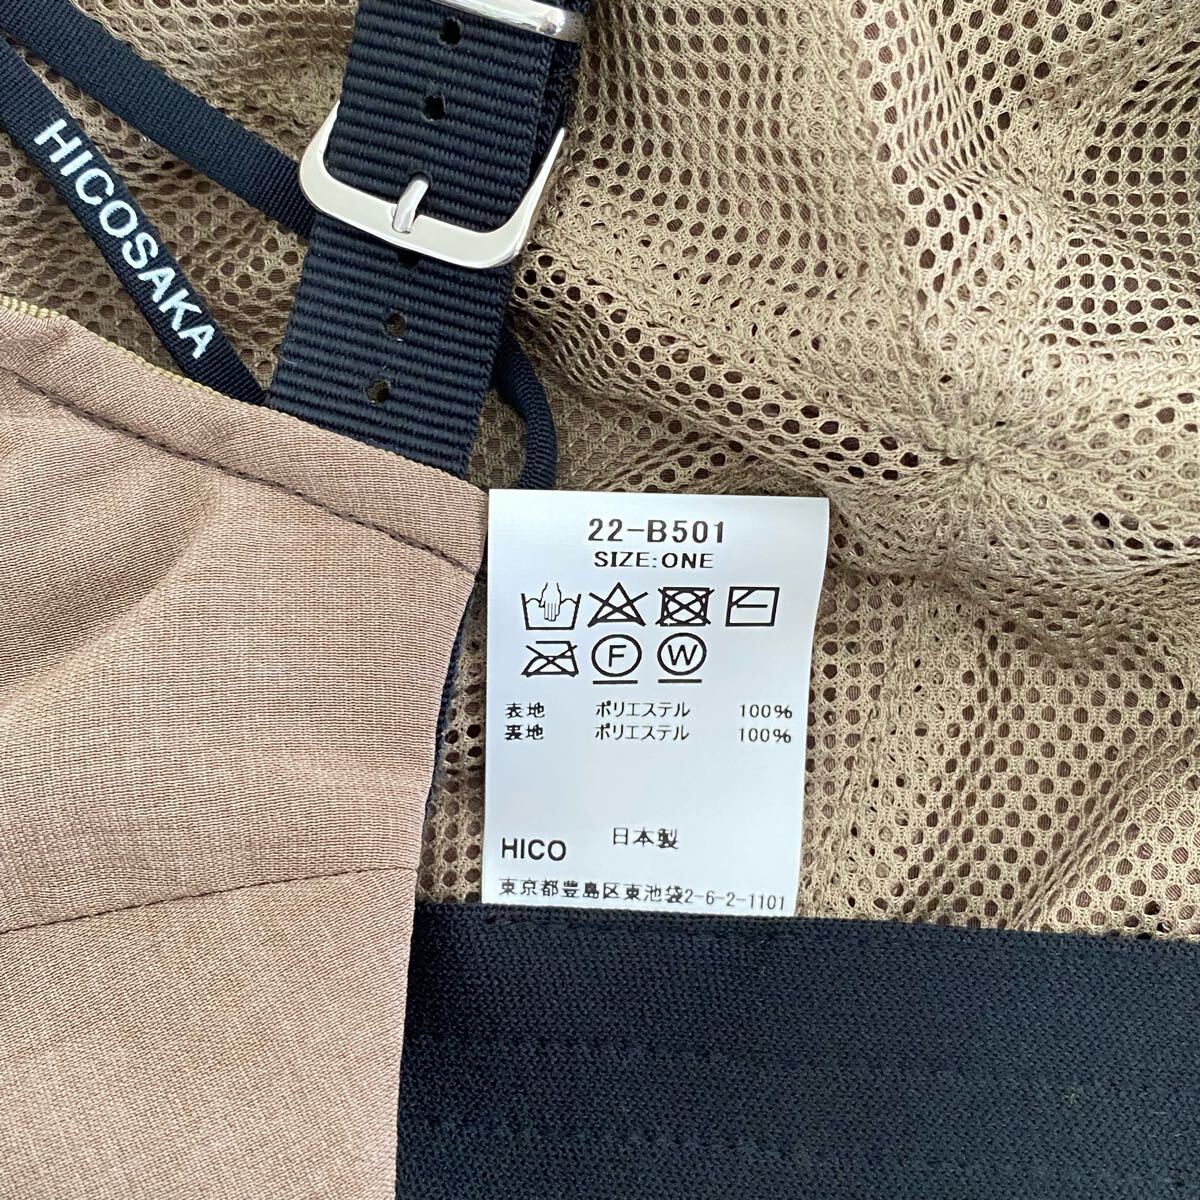 HICOSAKA
22-B501
SIZE:ONE
F W
表地 ポリエステル 100%
裏地 ポリエステル 100%
日本製
HICO
東京都豊島区東池袋2-6-2-1101